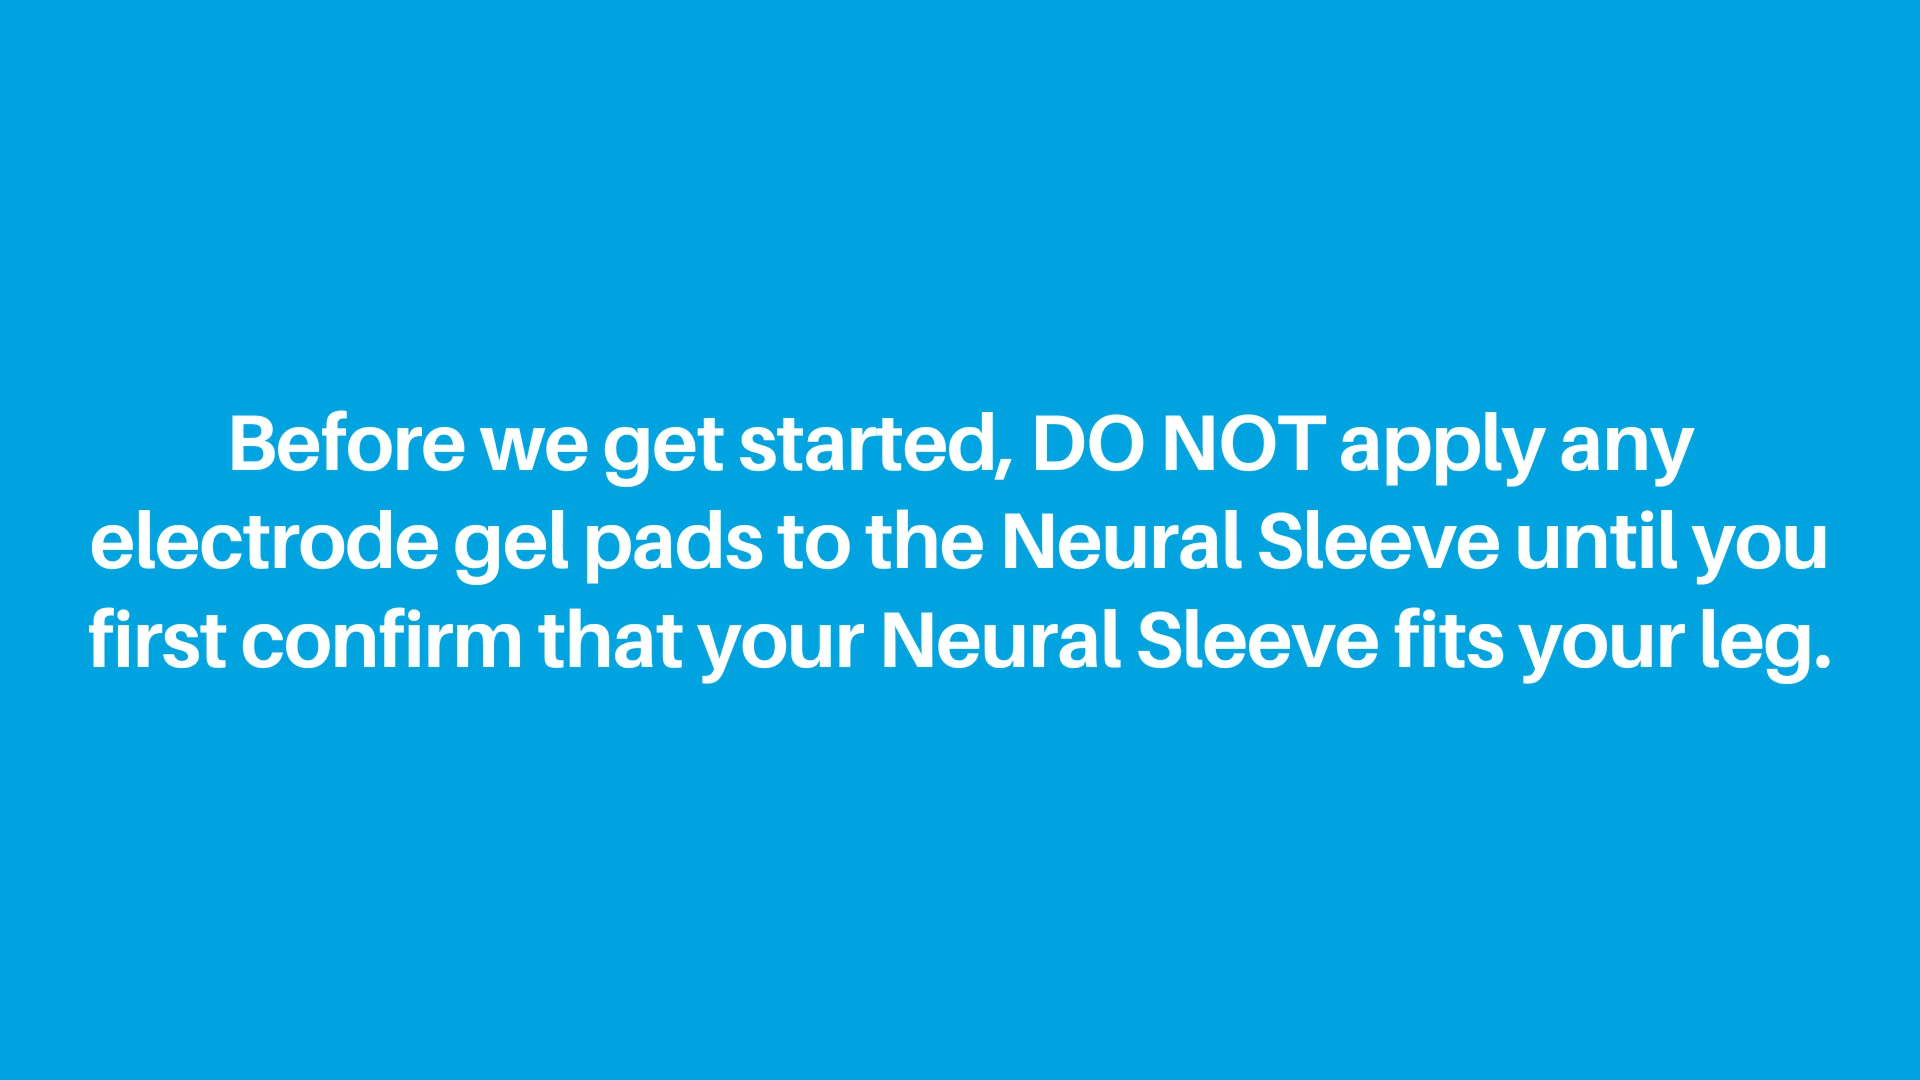 Before we get started, DO NOT apply any
electrode gel pads to the Neural Sleeve until you
first confirm that your Neural Sleeve fits your leg.